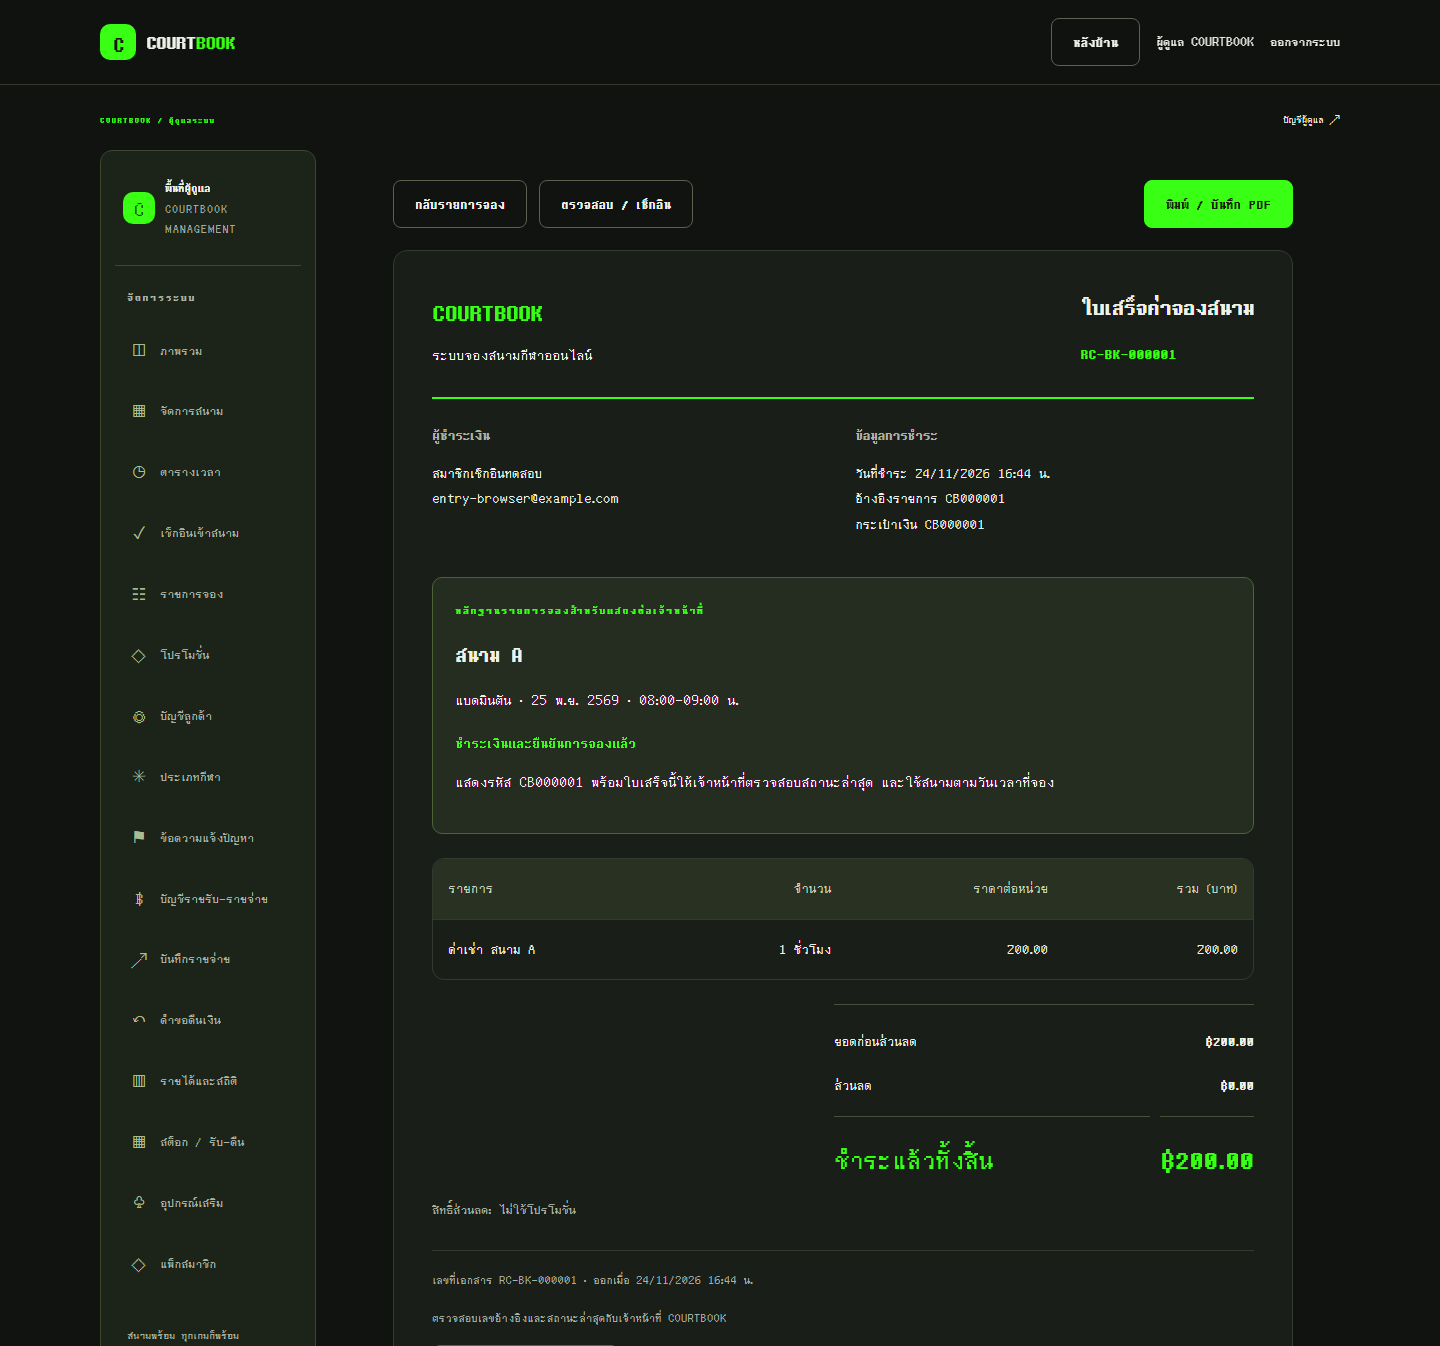 C COURTBOOK
หลังบ้าน
ผู้ดูแล COURTBOOK
ออกจากระบบ
COURTBOOK / ผู้ดูแลระบบ
บัญชีผู้ดูแล ↗
C
พื้นที่ผู้ดูแล
COURTBOOK
MANAGEMENT
จัดการระบบ
ภาพรวม
จัดการสนาม
ตารางเวลา
เช็กอินเข้าสนาม
รายการจอง
โปรโมชั่น
บัญชีลูกค้า
ประเภทกีฬา
ข้อความแจ้งปัญหา
฿ บัญชีรายรับ-รายจ่าย
บันทึกรายจ่าย
คำขอคืนเงิน
รายได้และสถิติ
สต็อก / รับ-คืน
อุปกรณ์เสริม
แพ็กสมาชิก
สนามพร้อม ทุกเกมก็พร้อม
กลับรายการจอง
ตรวจสอบ / เช็กอิน
พิมพ์ / บันทึก PDF
COURTBOOK
ระบบจองสนามกีฬาออนไลน์
ใบเสร็จค่าจองสนาม
RC-BK-000001
ผู้ชำระเงิน
สมาชิกเช็กอินทดสอบ
entry-browser@example.com
ข้อมูลการชำระ
วันที่ชำระ 24/11/2026 16:44 น.
อ้างอิงรายการ CB000001
กระเป๋าเงิน CB000001
หลักฐานรายการจองสำหรับแสดงต่อเจ้าหน้าที่
สนาม A
แบดมินตัน · 25 พ.ย. 2569 · 08:00-09:00 น.
ชำระเงินและยืนยันการจองแล้ว
แสดงรหัส CB000001 พร้อมใบเสร็จนี้ให้เจ้าหน้าที่ตรวจสอบสถานะล่าสุด และใช้สนามตามวันเวลาที่จอง
รายการ จำนวน ราคาต่อหน่วย รวม (บาท)
ค่าเช่า สนาม A 1 ชั่วโมง 200.00 200.00
ยอดก่อนส่วนลด ฿200.00
ส่วนลด ฿0.00
ชำระแล้วทั้งสิ้น ฿200.00
สิทธิ์ส่วนลด: ไม่ใช้โปรโมชั่น
เลขที่เอกสาร RC-BK-000001 · ออกเมื่อ 24/11/2026 16:44 น.
ตรวจสอบเลขอ้างอิงและสถานะล่าสุดกับเจ้าหน้าที่ COURTBOOK